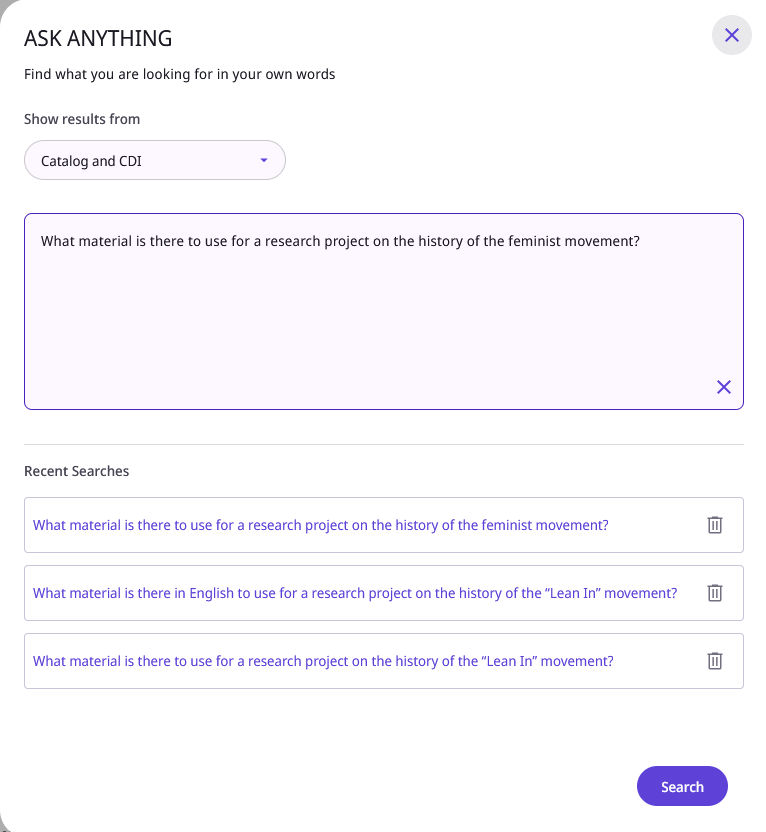 ASK ANYTHING
Find what you are looking for in your own words
Show results from
Catalog and CDI
What material is there to use for a research project on the history of the feminist movement?
Recent Searches
What material is there to use for a research project on the history of the feminist movement?
What material is there in English to use for a research project on the history of the “Lean In” movement?
What material is there to use for a research project on the history of the “Lean In” movement?
Search